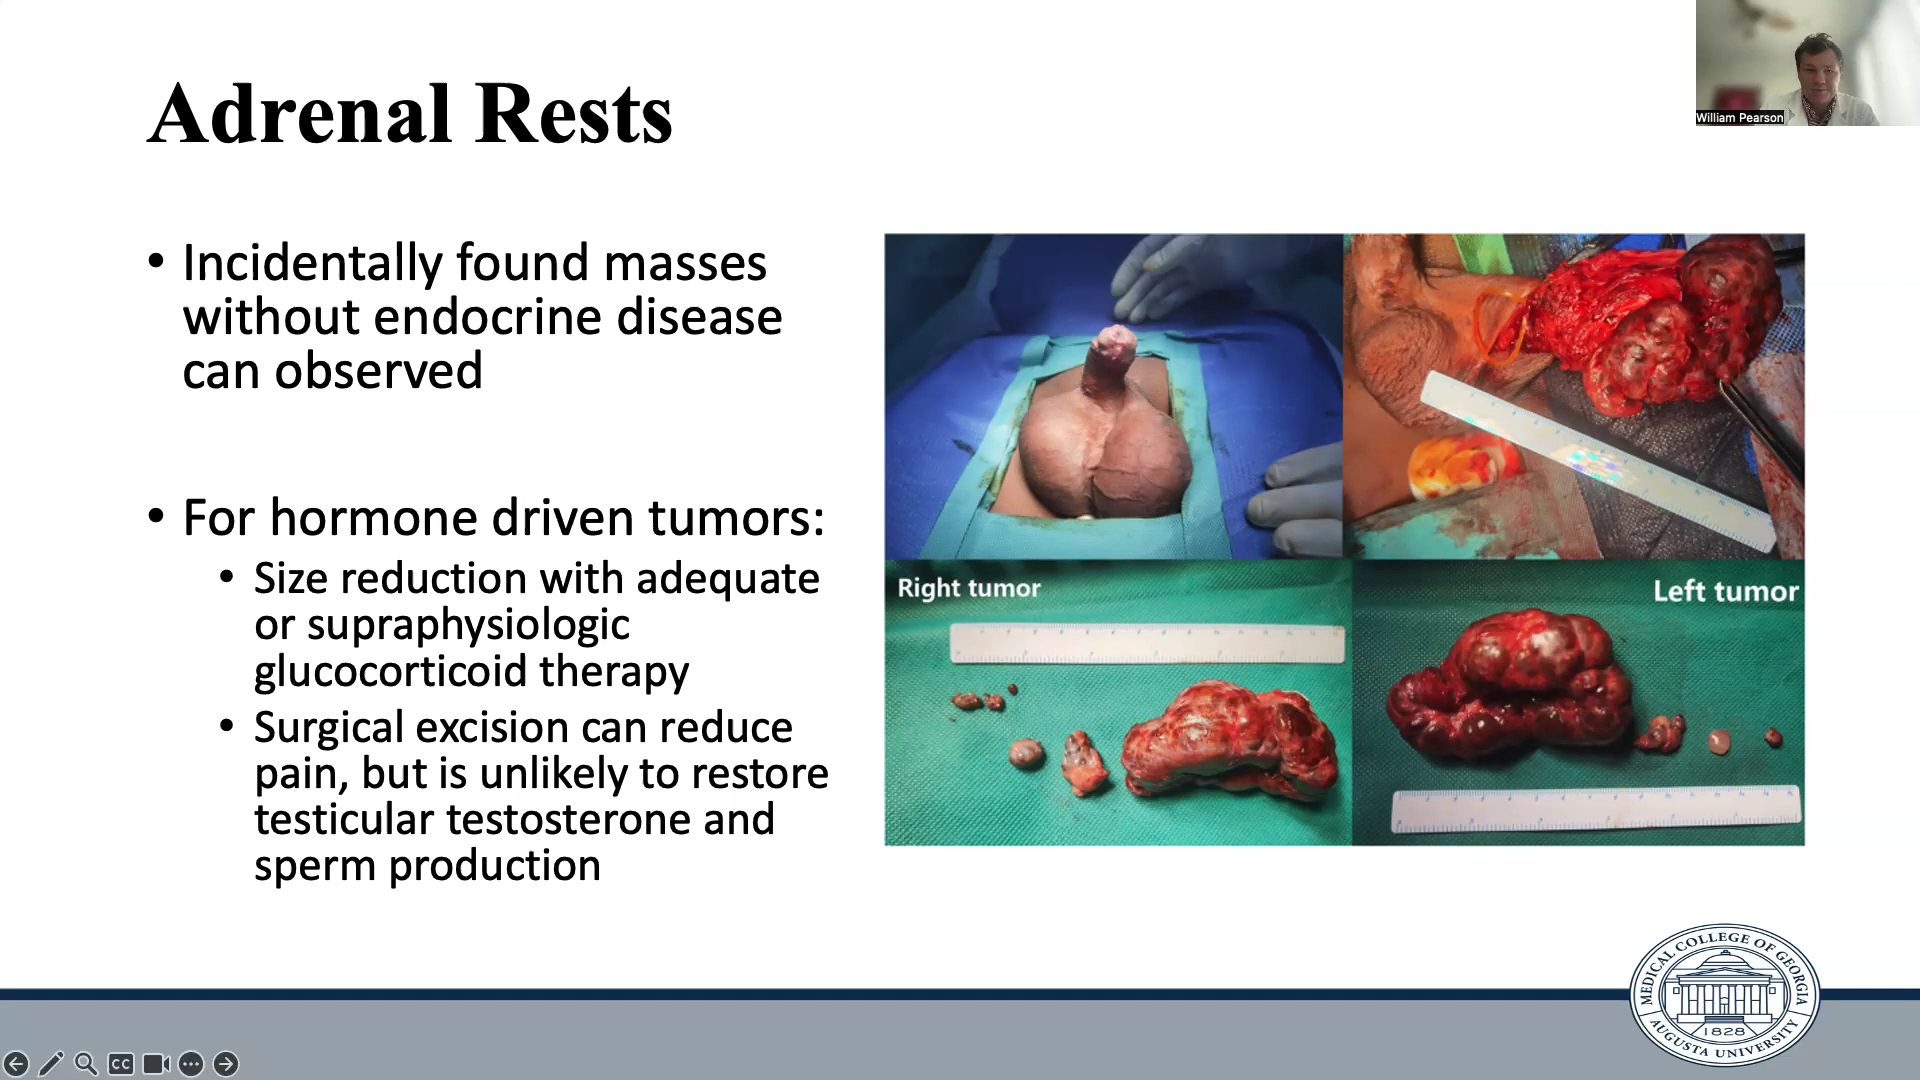 Adrenal Rests
William Pearson
• Incidentally found masses
without endocrine disease
can observed
• For hormone driven tumors:
• Size reduction with adequate
or supraphysiologic
glucocorticoid therapy
• Surgical excision can reduce
pain, but is unlikely to restore
testicular testosterone and
sperm production
Right tumor
Left tumor
MEDICAL COLLEGE OF GEORGIA
1828
AUGUSTA UNIVERSITY
CC